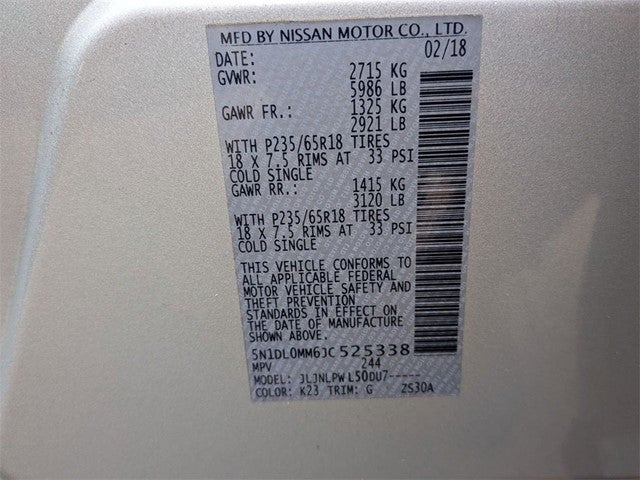 MFD BY NISSAN MOTOR CO., LTD.
DATE: 02/18
GVWR: 2715 KG
5986 LB
GAWR FR.: 1325 KG
2921 LB
WITH P235/65R18 TIRES
18 X 7.5 RIMS AT 33 PSI
COLD SINGLE
GAWR RR.: 1415 KG
3120 LB
WITH P235/65R18 TIRES
18 X 7.5 RIMS AT 33 PSI
COLD SINGLE
THIS VEHICLE CONFORMS TO
ALL APPLICABLE FEDERAL
MOTOR VEHICLE SAFETY AND
THEFT PREVENTION
STANDARDS IN EFFECT ON
THE DATE OF MANUFACTURE
SHOWN ABOVE.
5N1DL0MM6JC525338
MPV 244
MODEL: JLJNLPW L50DU7-----
COLOR: K23 TRIM: G ZS30A